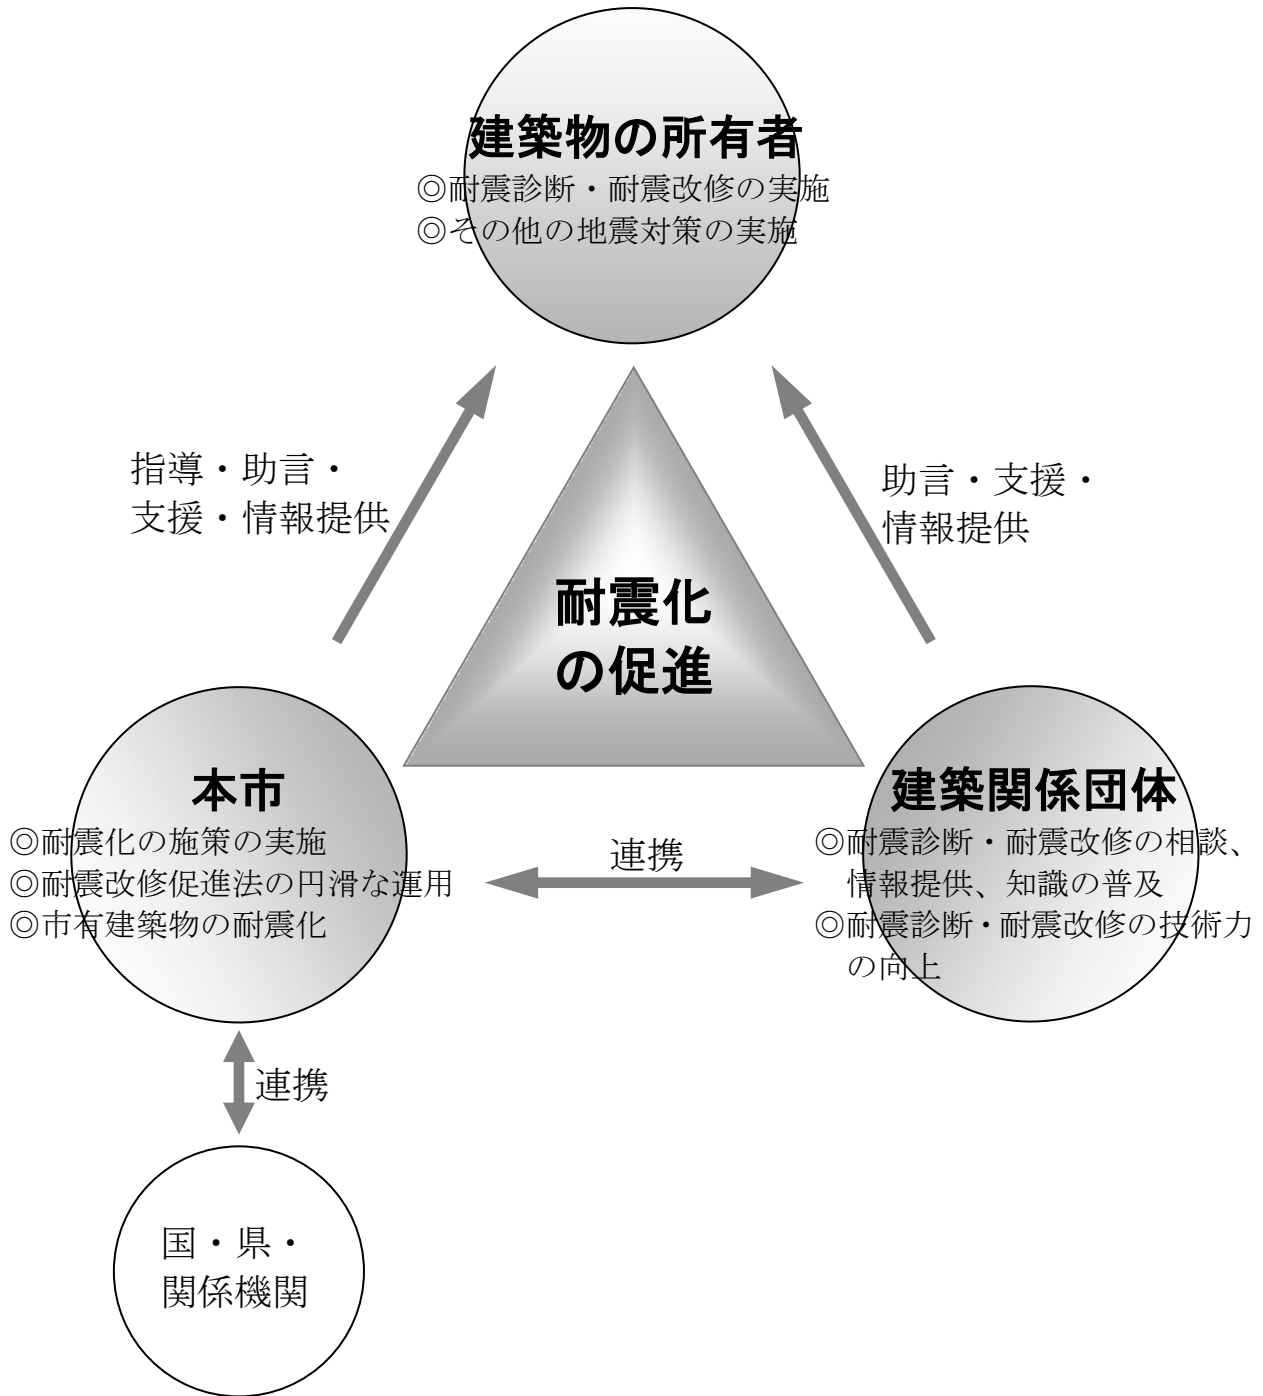 建築物の所有者
◎耐震診断・耐震改修の実施
◎その他の地震対策の実施
指導・助言・
支援・情報提供
助言・支援・
情報提供
耐震化
の促進
本市
◎耐震化の施策の実施
◎耐震改修促進法の円滑な運用
◎市有建築物の耐震化
連携
建築関係団体
◎耐震診断・耐震改修の相談、
情報提供、知識の普及
◎耐震診断・耐震改修の技術力
の向上
連携
国・県・
関係機関